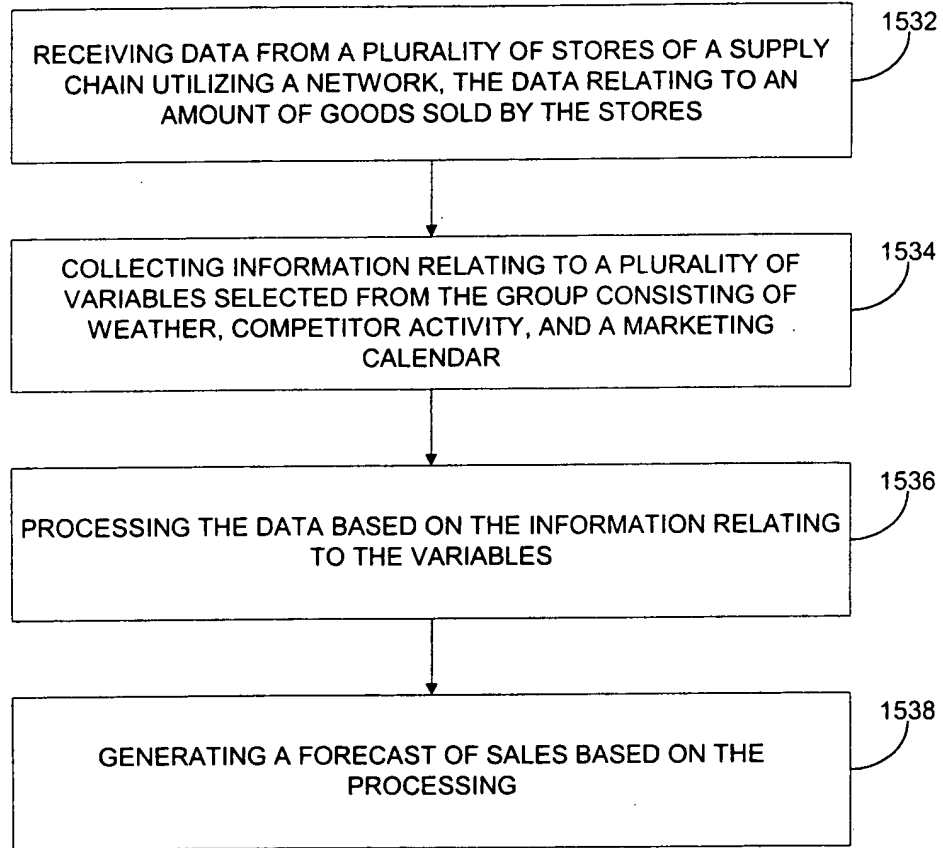 1532
RECEIVING DATA FROM A PLURALITY OF STORES OF A SUPPLY
CHAIN UTILIZING A NETWORK, THE DATA RELATING TO AN
AMOUNT OF GOODS SOLD BY THE STORES
1534
COLLECTING INFORMATION RELATING TO A PLURALITY OF
VARIABLES SELECTED FROM THE GROUP CONSISTING OF
WEATHER, COMPETITOR ACTIVITY, AND A MARKETING
CALENDAR
1536
PROCESSING THE DATA BASED ON THE INFORMATION RELATING
TO THE VARIABLES
1538
GENERATING A FORECAST OF SALES BASED ON THE
PROCESSING